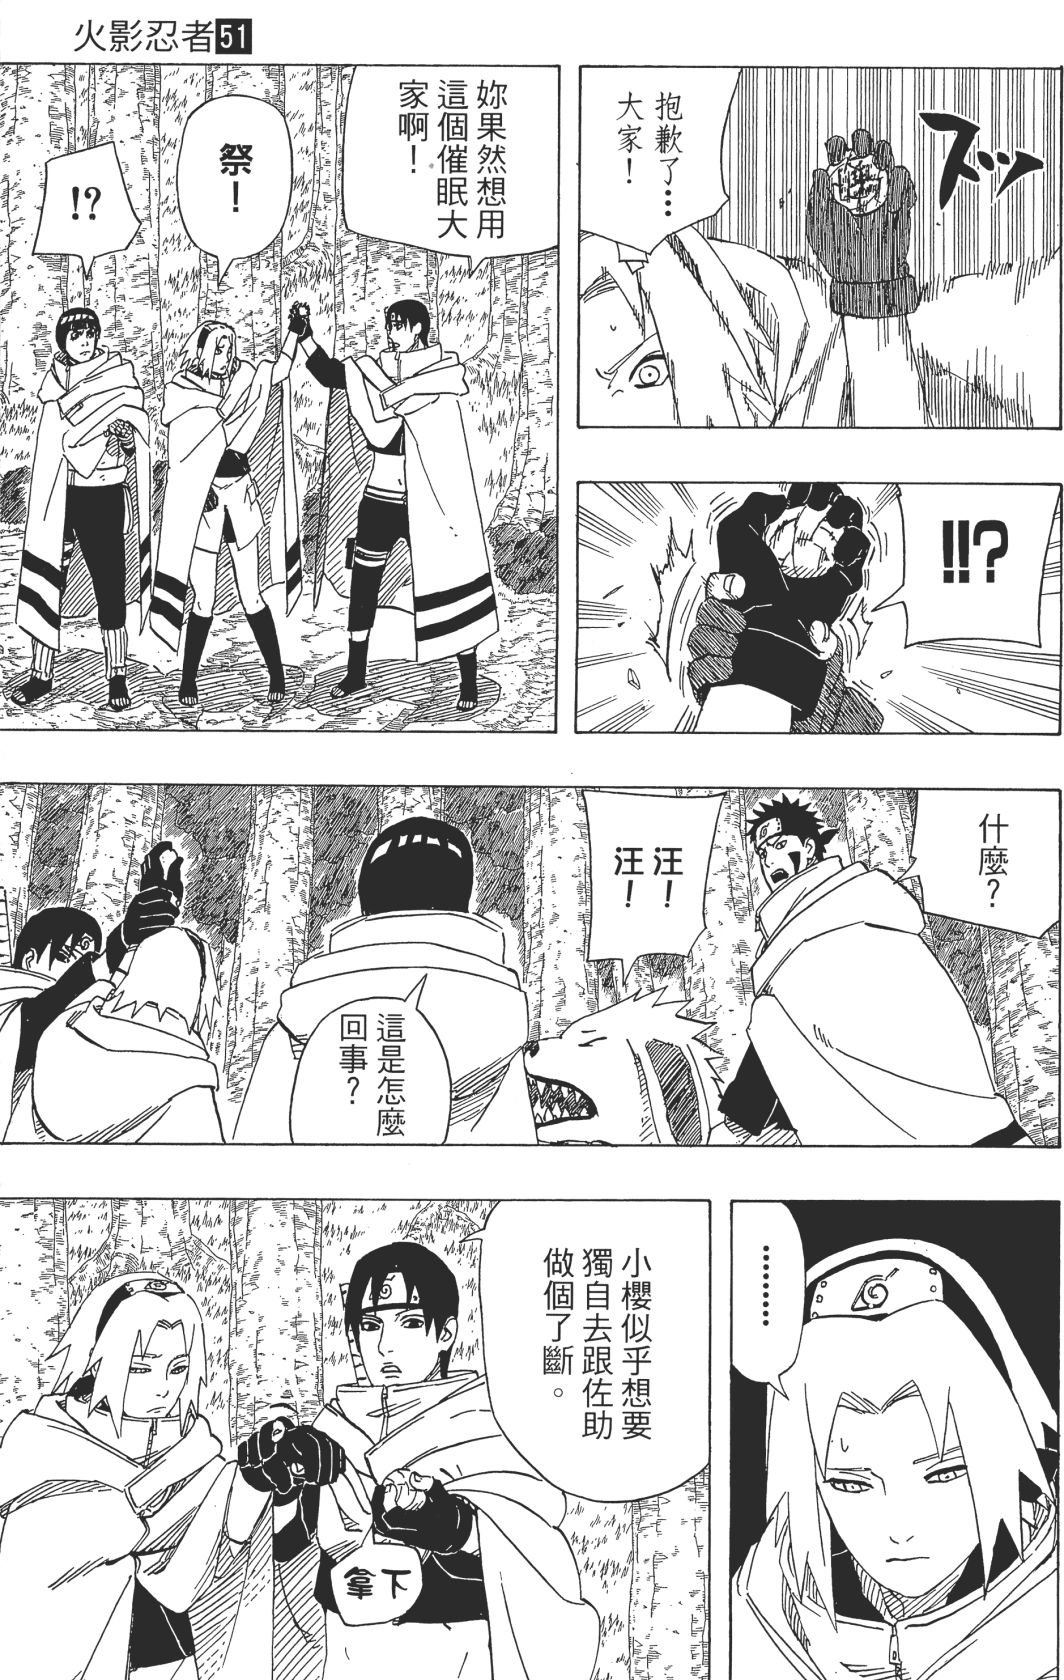 火影忍者51
抱歉了⋯
大家！
ズッ
!!?
妳果然想用
這個催眠大
家啊！
祭！
!?
什麼？
汪！
汪！
這是怎麼
回事？
⋯⋯⋯
小櫻似乎想要
獨自去跟佐助
做個了斷。
拿下